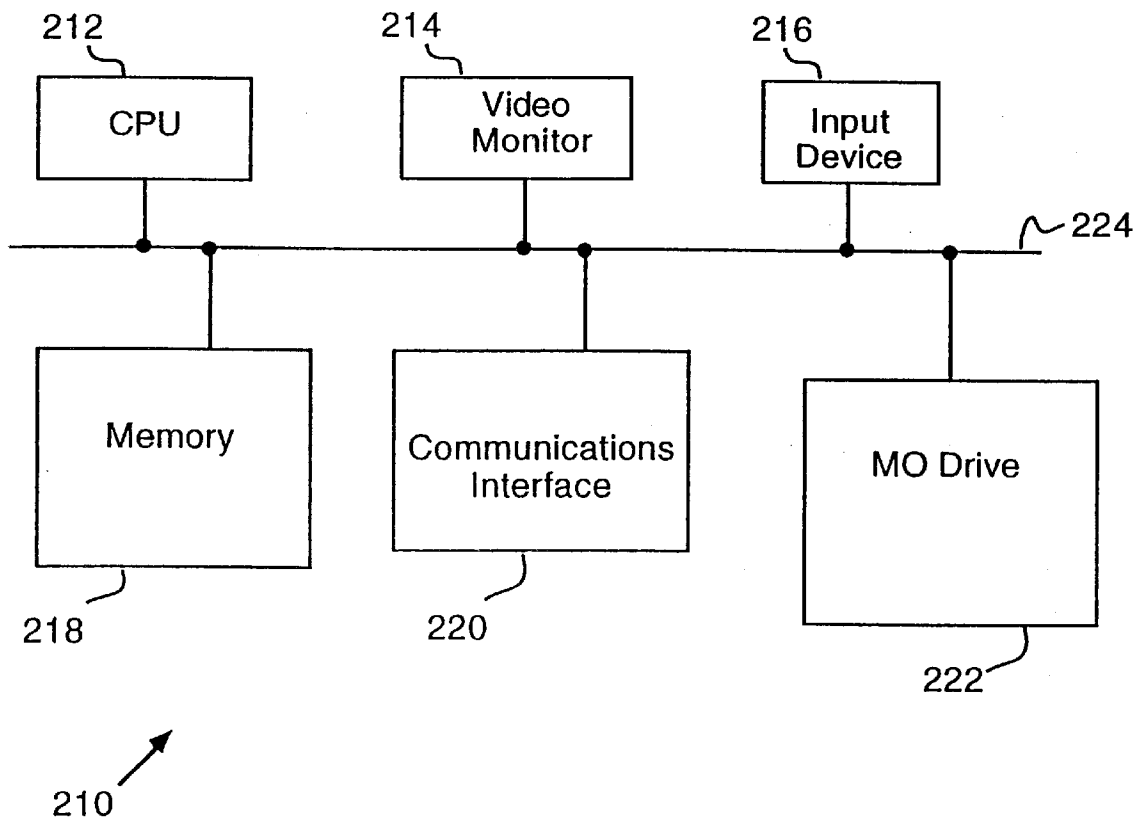 212
214
216
CPU
Video
Monitor
Input
Device
224
Memory
Communications
Interface
MO Drive
218
220
222
210